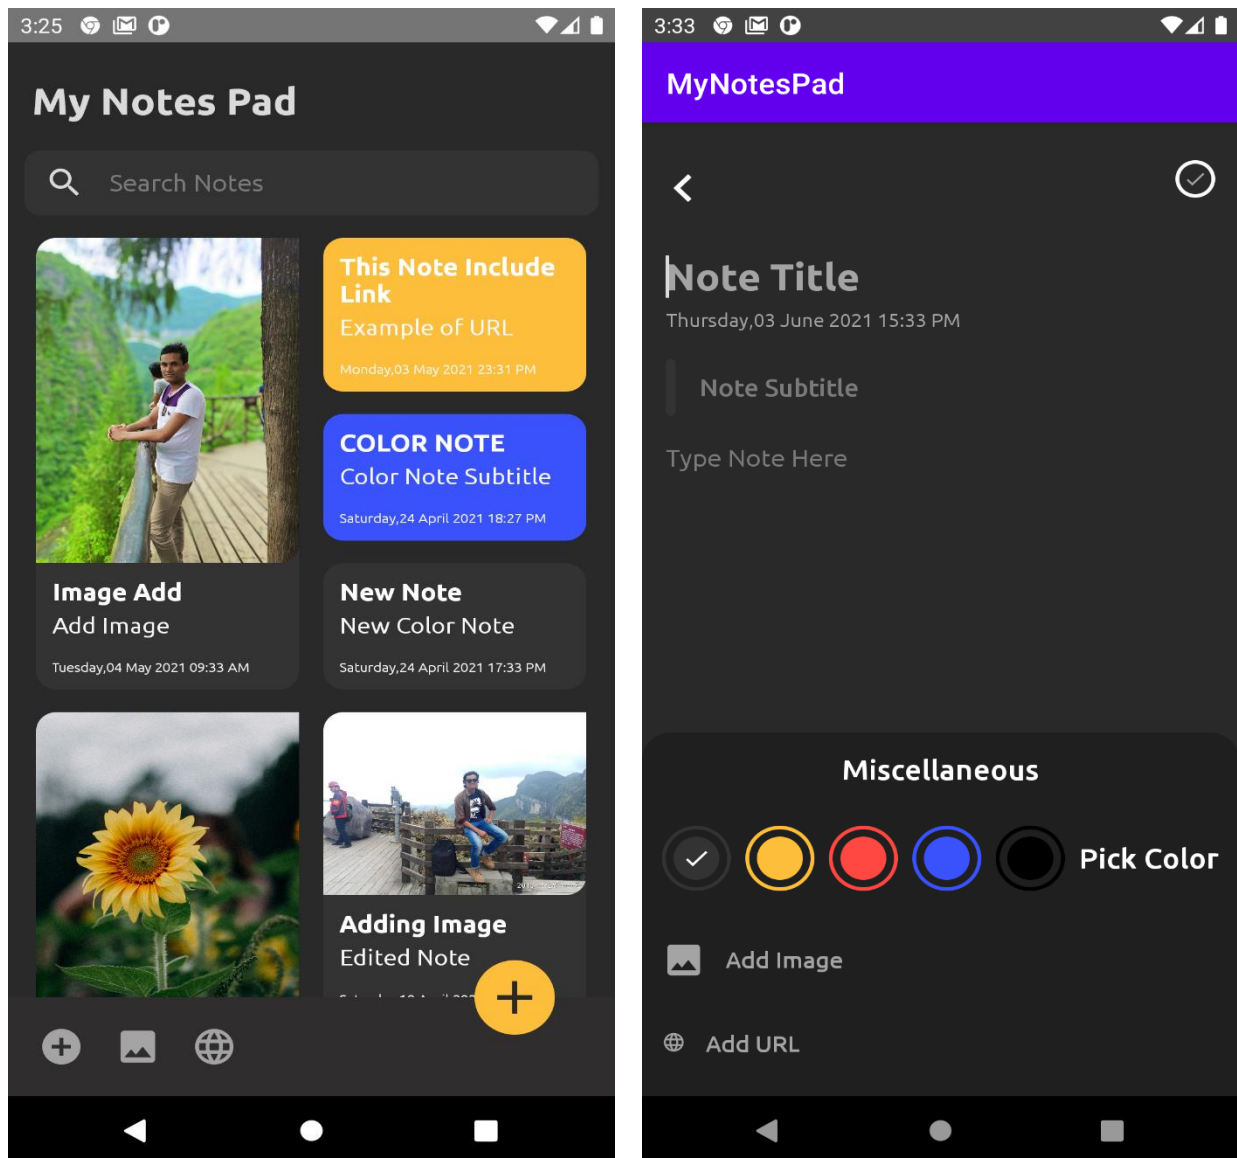 3:25
My Notes Pad
Search Notes
This Note Include
Link
Example of URL
Monday,03 May 2021 23:31 PM
COLOR NOTE
Color Note Subtitle
Saturday,24 April 2021 18:27 PM
Image Add
Add Image
Tuesday,04 May 2021 09:33 AM
New Note
New Color Note
Saturday,24 April 2021 17:33 PM
Adding Image
Edited Note
3:33
MyNotesPad
Note Title
Thursday,03 June 2021 15:33 PM
Note Subtitle
Type Note Here
Miscellaneous
Pick Color
Add Image
Add URL